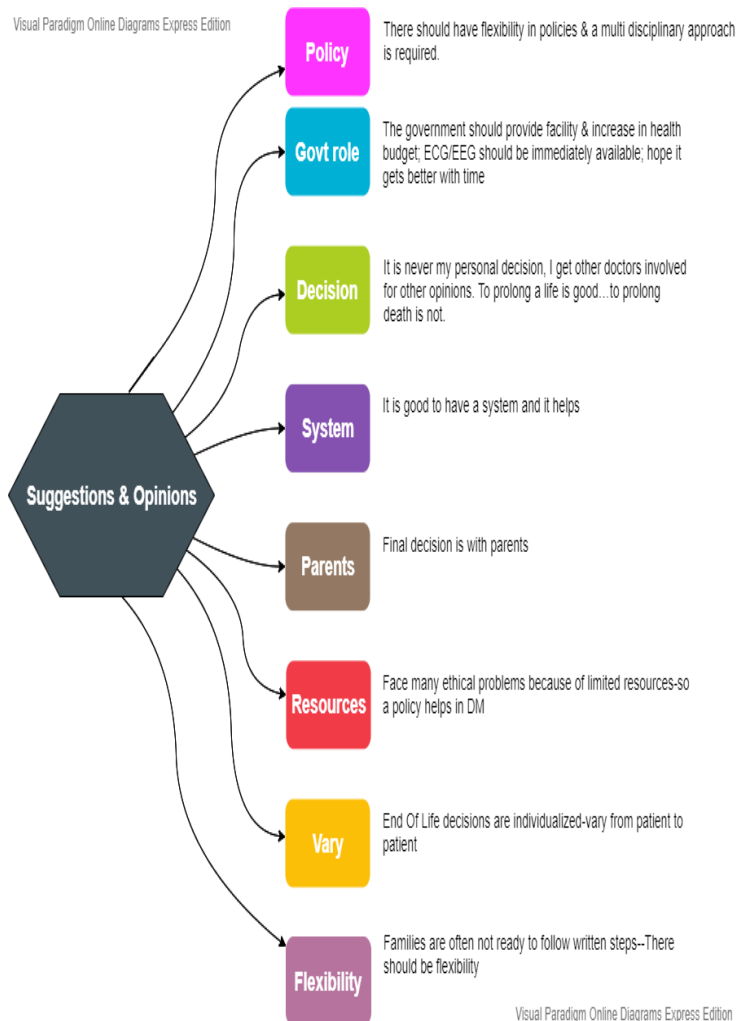 Visual Paradigm Online Diagrams Express Edition
Policy
There should have flexibility in policies & a multi disciplinary approach
is required.
Govt role
The government should provide facility & increase in health
budget; ECG/EEG should be immediately available; hope it
gets better with time
Decision
It is never my personal decision, I get other doctors involved
for other opinions. To prolong a life is good...to prolong
death is not.
System
It is good to have a system and it helps
Suggestions & Opinions
Parents
Final decision is with parents
Resources
Face many ethical problems because of limited resources-so
a policy helps in DM
Vary
End Of Life decisions are individualized-vary from patient to
patient
Flexibility
Families are often not ready to follow written steps--There
should be flexibility
Visual Paradigm Online Diagrams Express Edition